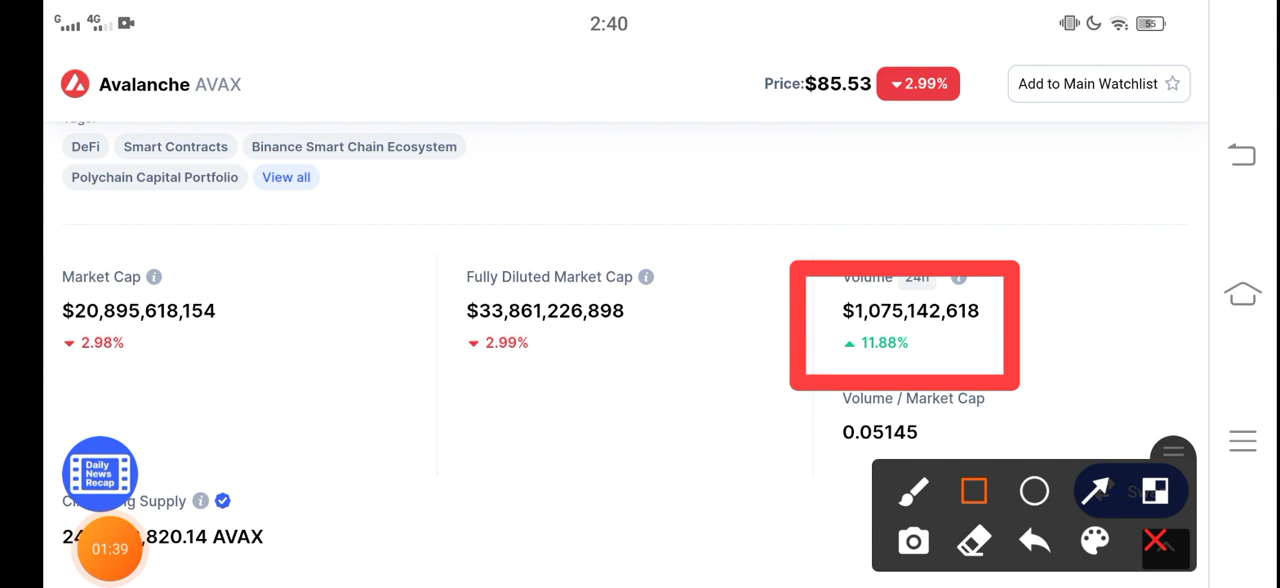 G 4G 2:40 55
Avalanche AVAX Price:$85.53 2.99% Add to Main Watchlist
DeFi Smart Contracts Binance Smart Chain Ecosystem
Polychain Capital Portfolio View all
Market Cap Fully Diluted Market Cap Volume 24h
$20,895,618,154 $33,861,226,898 $1,075,142,618
2.98% 2.99% 11.88%
Volume / Market Cap
0.05145
Daily
News
Recap
Supply
820.14 AVAX
01:39